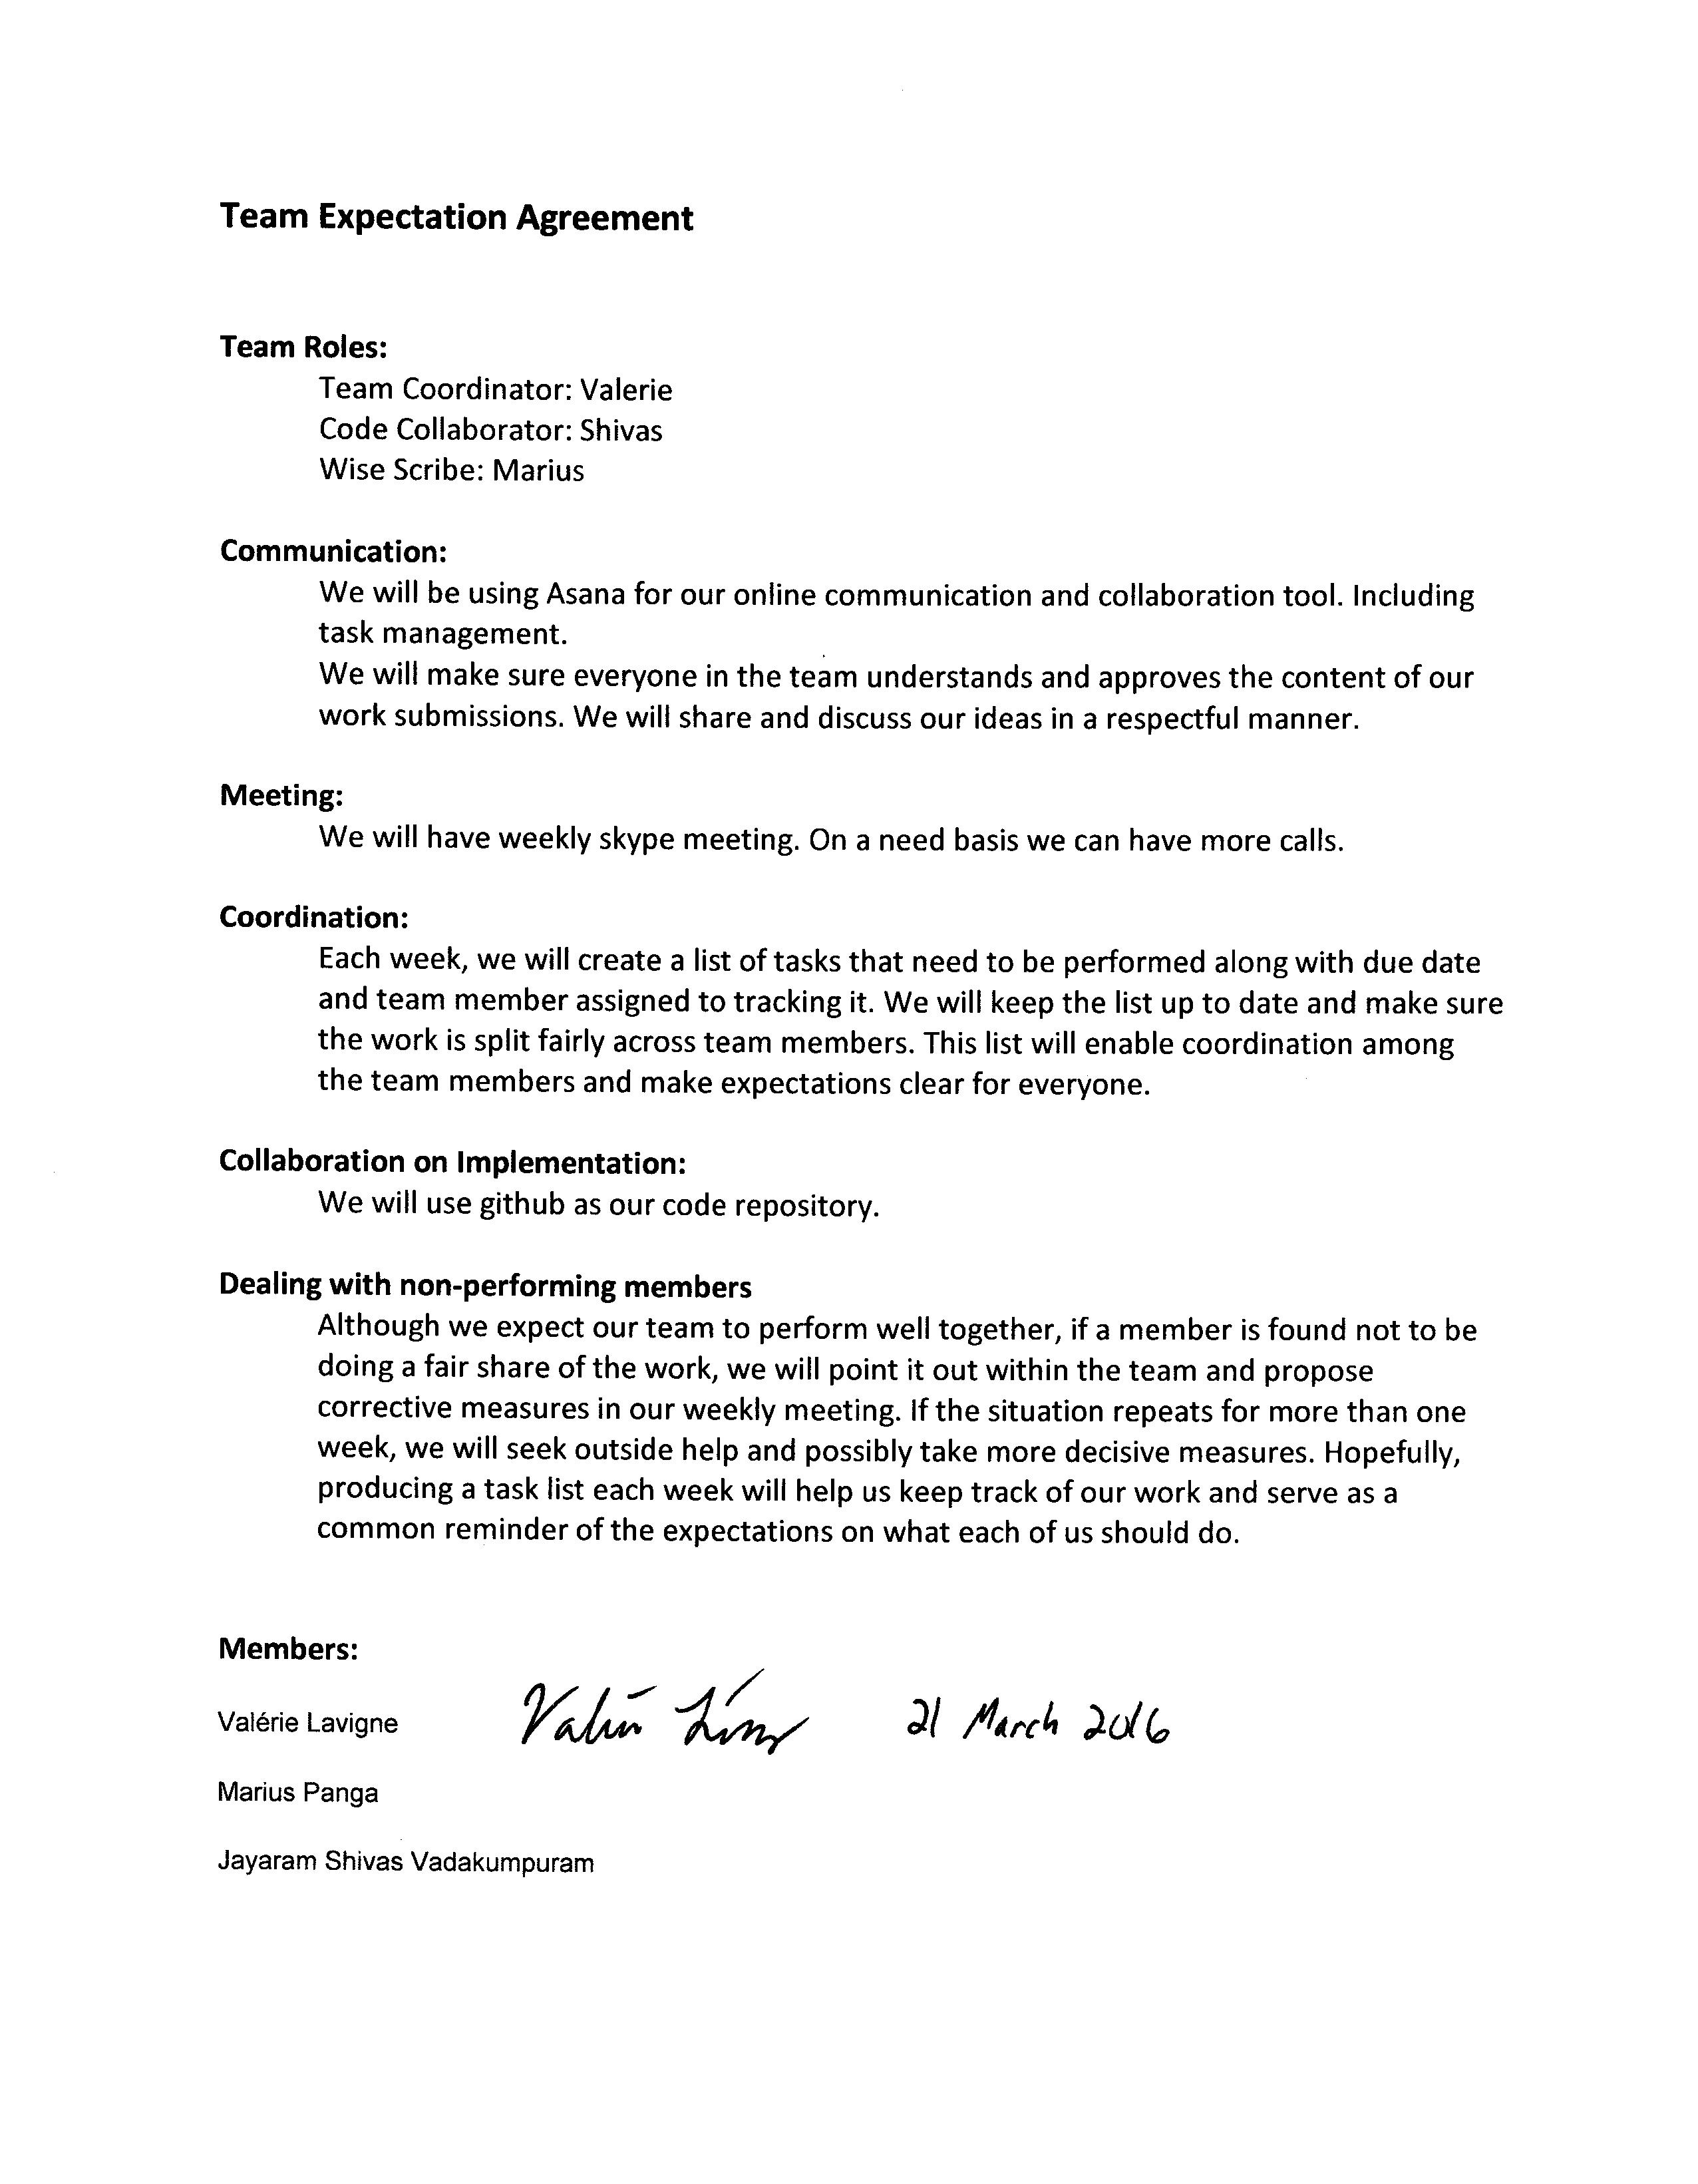 Team Expectation Agreement
Team Roles:
Team Coordinator: Valerie
Code Collaborator: Shivas
Wise Scribe: Marius
Communication:
We will be using Asana for our online communication and collaboration tool. Including
task management.
We will make sure everyone in the team understands and approves the content of our
work submissions. We will share and discuss our ideas in a respectful manner.
Meeting:
We will have weekly skype meeting. On a need basis we can have more calls.
Coordination:
Each week, we will create a list of tasks that need to be performed along with due date
and team member assigned to tracking it. We will keep the list up to date and make sure
the work is split fairly across team members. This list will enable coordination among
the team members and make expectations clear for everyone.
Collaboration on Implementation:
We will use github as our code repository.
Dealing with non-performing members
Although we expect our team to perform well together, if a member is found not to be
doing a fair share of the work, we will point it out within the team and propose
corrective measures in our weekly meeting. If the situation repeats for more than one
week, we will seek outside help and possibly take more decisive measures. Hopefully,
producing a task list each week will help us keep track of our work and serve as a
common reminder of the expectations on what each of us should do.
Members:
Valérie Lavigne 21 March 2016
Marius Panga
Jayaram Shivas Vadakumpuram